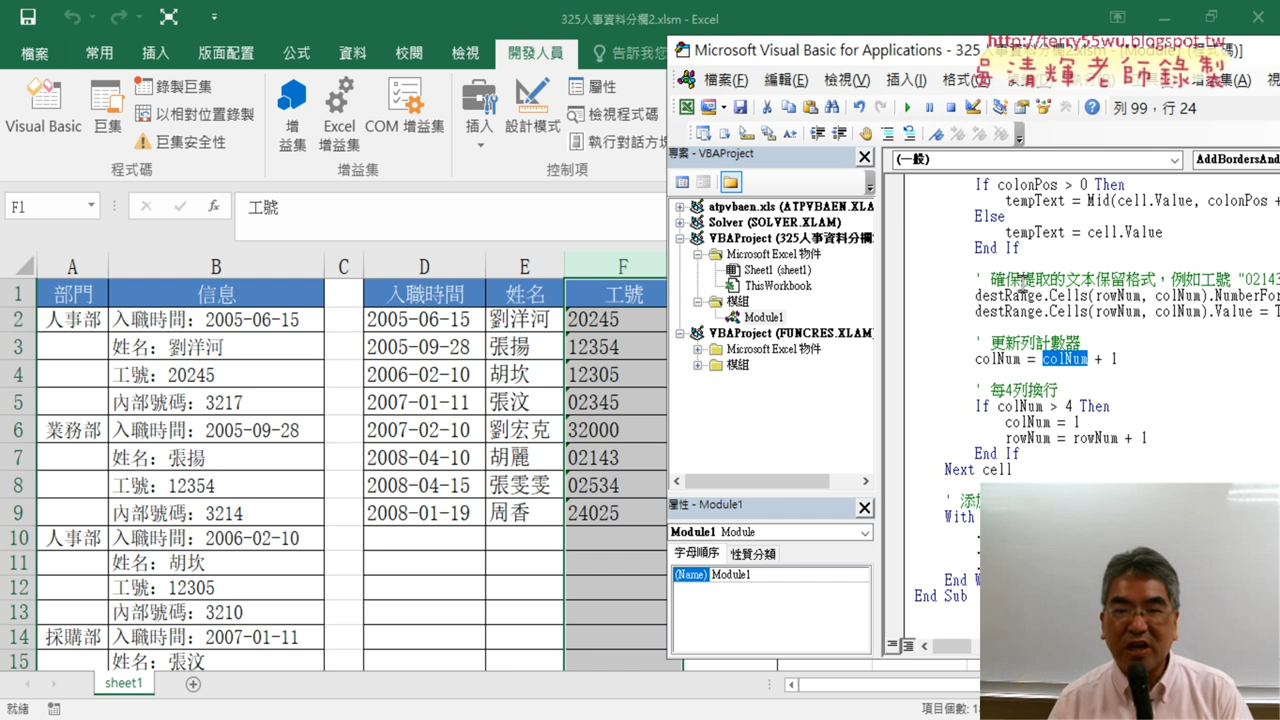 325人事資料分欄2.xlsm - Excel
檔案 常用 插入 版面配置 公式 資料 校閱 檢視 開發人員 告訴我您
Visual Basic
巨集
錄製巨集
以相對位置錄製
巨集安全性
程式碼
增
益集
Excel
增益集
COM 增益集
增益集
插入
設計模式
屬性
檢視程式碼
執行對話方塊
控制項
F1
工號
A B C D E F
1 部門 信息 入職時間 姓名 工號
2 人事部 入職時間：2005-06-15 2005-06-15 劉洋河 20245
3 姓名：劉洋河 2005-09-28 張揚 12354
4 工號：20245 2006-02-10 胡坎 12305
5 內部號碼：3217 2007-01-11 張汶 02345
6 業務部 入職時間：2005-09-28 2007-02-10 劉宏克 32000
7 姓名：張揚 2008-04-10 胡麗 02143
8 工號：12354 2008-04-15 張雯雯 02534
9 內部號碼：3214 2008-01-19 周香 24025
10 人事部 入職時間：2006-02-10
11 姓名：胡坎
12 工號：12305
13 內部號碼：3210
14 採購部 入職時間：2007-01-11
15 姓名：張汶
sheet1
就緒
項目個數：1
http://terry55wu.blogspot.tw
吳清輝老師錄製
Microsoft Visual Basic for Applications - 325
檔案(F) 編輯(E) 檢視(V) 插入(I) 格式(O)
列 99，行 24
專案 - VBAProject
atpvbaen.xls (ATPVBAEN.XLA
Solver (SOLVER.XLAM)
VBAProject (325人事資料分欄2
Microsoft Excel 物件
Sheet1 (sheet1)
ThisWorkbook
模組
Module1
VBAProject (FUNCRES.XLAM)
Microsoft Excel 物件
模組
屬性 - Module1
Module1 Module
字母順序 性質分類
(Name) Module1
(一般)
AddBordersAnd
If colonPos > 0 Then
tempText = Mid(cell.Value, colonPos +
Else
tempText = cell.Value
End If
' 確保提取的文本保留格式，例如工號 "02143
destRange.Cells(rowNum, colNum).NumberFor
destRange.Cells(rowNum, colNum).Value = T
' 更新列計數器
colNum = colNum + 1
' 每4列換行
If colNum > 4 Then
colNum = 1
rowNum = rowNum + 1
End If
Next cell
' 添加
With
End W
End Sub